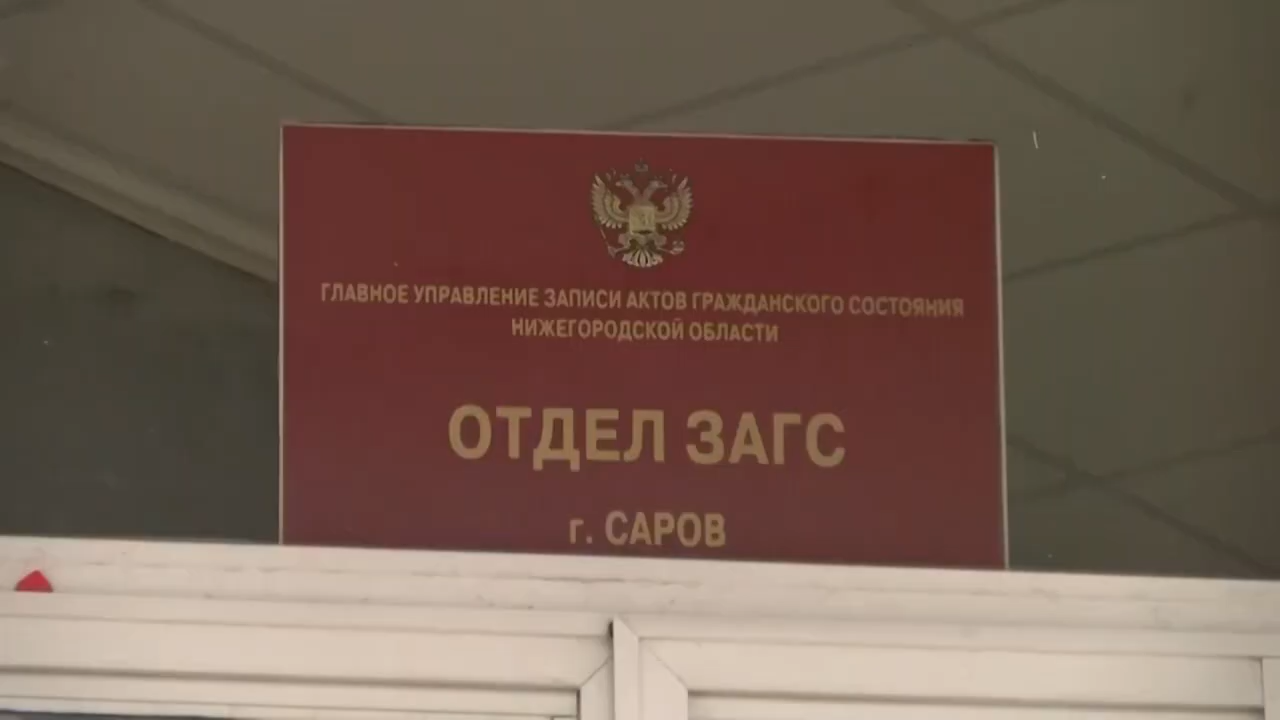 ГЛАВНОЕ УПРАВЛЕНИЕ ЗАПИСИ АКТОВ ГРАЖДАНСКОГО СОСТОЯНИЯ
НИЖЕГОРОДСКОЙ ОБЛАСТИ
ОТДЕЛ ЗАГС
г. САРОВ